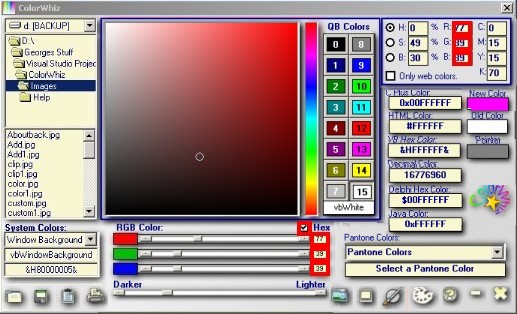 ColorWhiz
d: [BACKUP]
D:\
Georges Stuff
Visual Studio Projec
ColorWhiz
Images
Help
Aboutback.jpg
Add.jpg
Add1.jpg
clip.jpg
clip1.jpg
color.jpg
color1.jpg
custom.jpg
custom1.jpg
QB Colors
0 8
1 9
2 10
3 11
4 12
5 13
6 14
7 15
vbWhite
H: 0 % R: 77 C: 0
S: 49 % G: 39 M: 15
B: 30 % B: 39 Y: 15
Only web colors. K: 70
C Plus Color:
0x00FFFFFF
HTML Color:
#FFFFFF
VB Hex Color:
&HFFFFFF&
Decimal Color:
16776960
Delphi Hex Color:
$00FFFFFF
Java Color:
0xFFFFFF
New Color
Old Color
Pointer
System Colors:
Window Background
vbWindowBackground
&H80000005&
RGB Color: Hex
77
39
39
Darker Lighter
Pantone Colors:
Pantone Colors
Select a Pantone Color